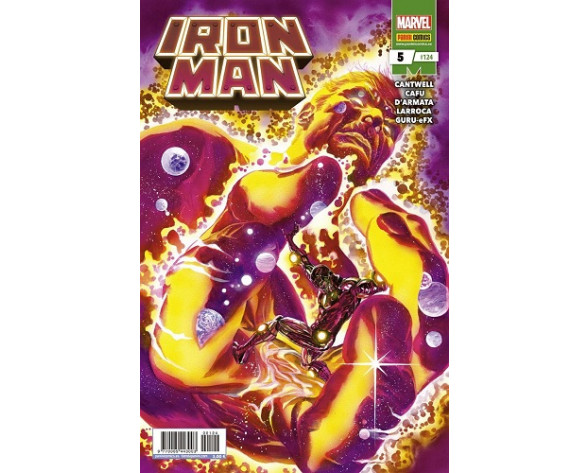 IRON
MAN
MARVEL
PANINI COMICS
5
#124
CANTWELL
CAFU
D'ARMATA
LARROCA
GURU-eFX